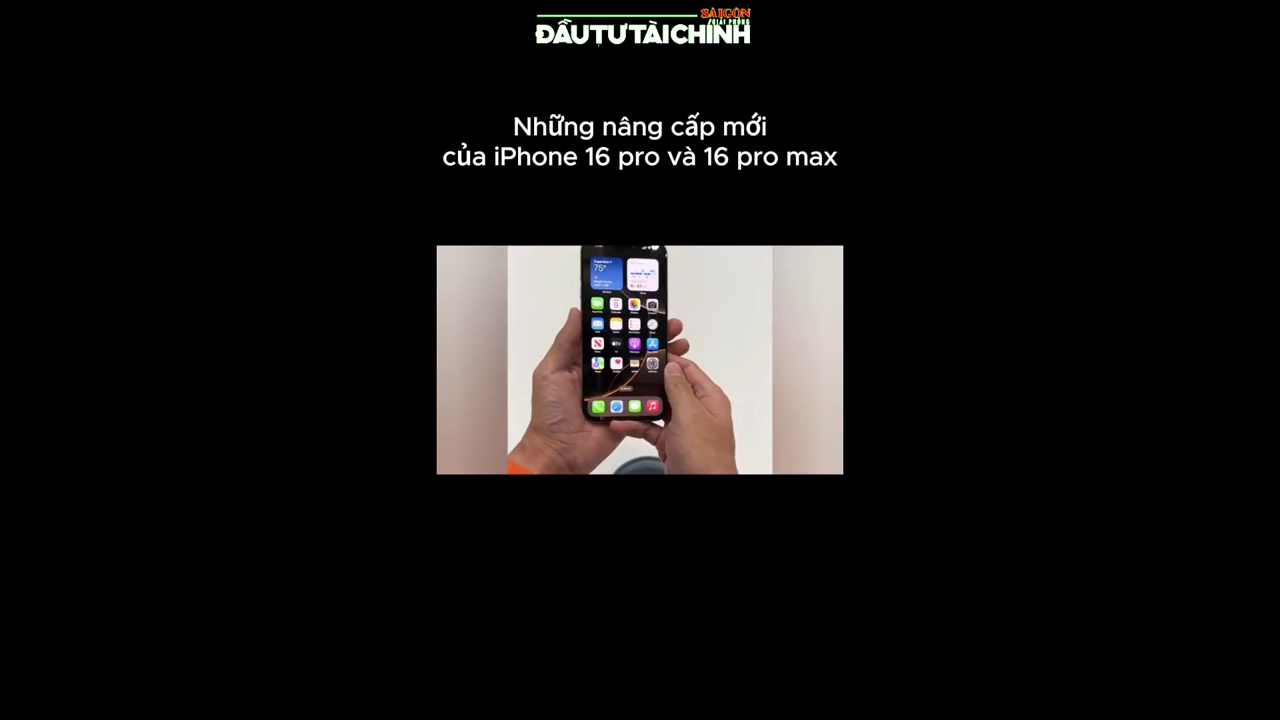 SÀI GÒN
GIẢI PHÓNG
ĐẦU TƯ TÀI CHÍNH
Những nâng cấp mới
của iPhone 16 pro và 16 pro max
75°